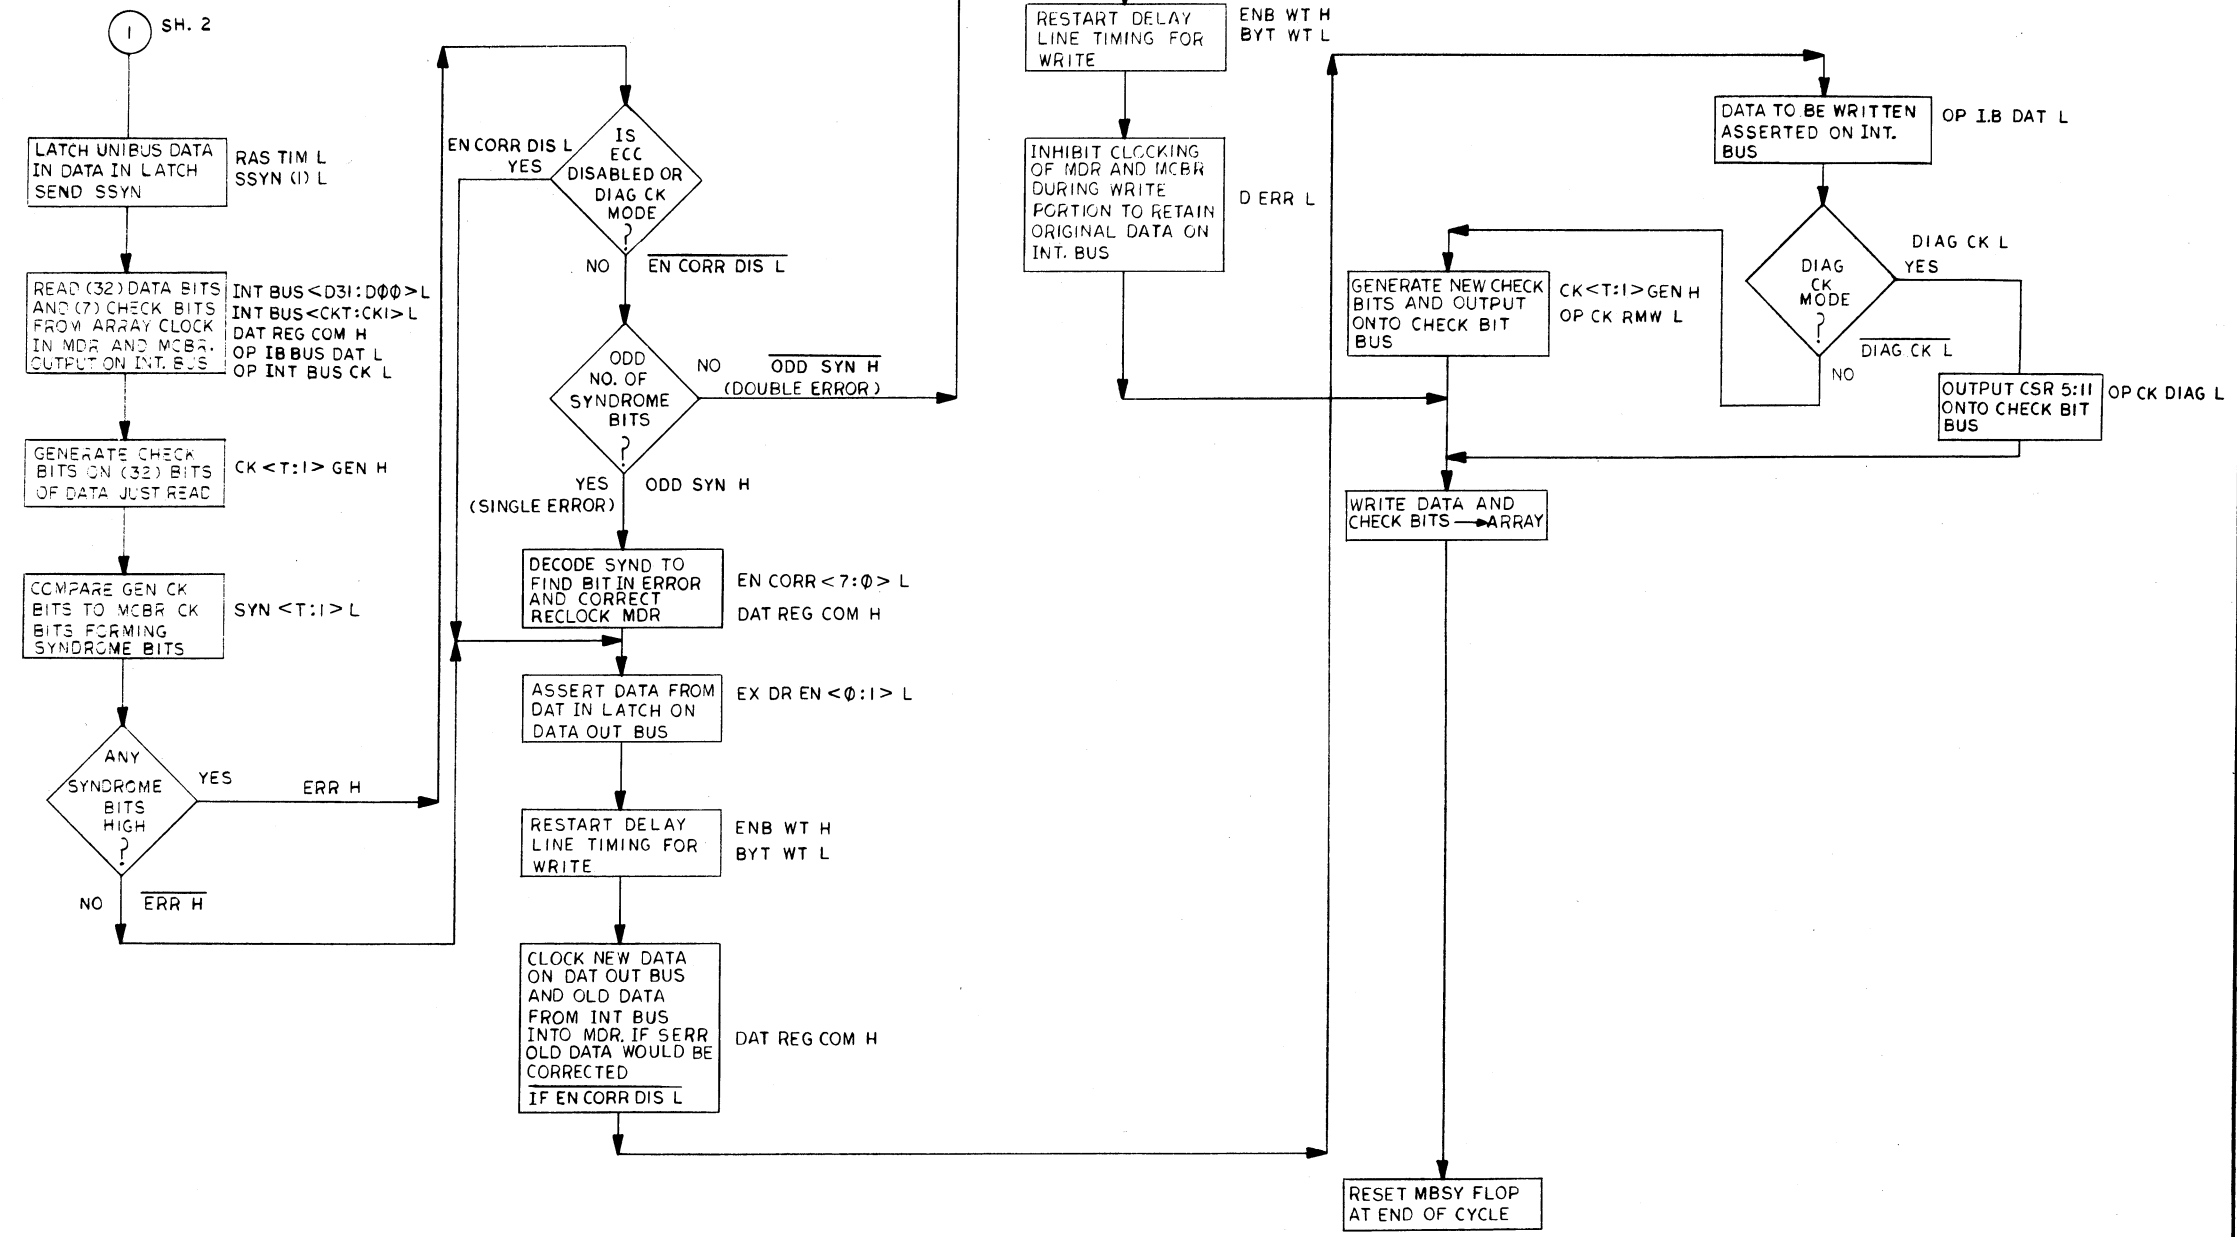 1
SH. 2
LATCH UNIBUS DATA
IN DATA IN LATCH
SEND SSYN
RAS TIM L
SSYN (1) L
READ (32) DATA BITS
AND (7) CHECK BITS
FROM ARRAY CLOCK
IN MDR AND MCBR.
OUTPUT ON INT. BUS
INT BUS<D31:DØØ>L
INT BUS<CKT:CK1>L
DAT REG COM H
OP IB BUS DAT L
OP INT BUS CK L
GENERATE CHECK
BITS ON (32) BITS
OF DATA JUST READ
CK<T:1> GEN H
COMPARE GEN CK
BITS TO MCBR CK
BITS FORMING
SYNDROME BITS
SYN <T:1> L
ANY
SYNDROME
BITS
HIGH
?
YES
ERR H
NO
ERR H
IS
ECC
DISABLED OR
DIAG CK
MODE
?
EN CORR DIS L
YES
NO
EN CORR DIS L
ODD
NO. OF
SYNDROME
BITS
?
NO
ODD SYN H
(DOUBLE ERROR)
YES
(SINGLE ERROR)
ODD SYN H
DECODE SYND TO
FIND BIT IN ERROR
AND CORRECT
RECLOCK MDR
EN CORR <7:Ø> L
DAT REG COM H
ASSERT DATA FROM
DAT IN LATCH ON
DATA OUT BUS
EX DR EN <Ø:1> L
RESTART DELAY
LINE TIMING FOR
WRITE
ENB WT H
BYT WT L
CLOCK NEW DATA
ON DAT OUT BUS
AND OLD DATA
FROM INT BUS
INTO MDR. IF SERR
OLD DATA WOULD BE
CORRECTED
IF EN CORR DIS L
DAT REG COM H
RESTART DELAY
LINE TIMING FOR
WRITE
ENB WT H
BYT WT L
INHIBIT CLOCKING
OF MDR AND MCBR
DURING WRITE
PORTION TO RETAIN
ORIGINAL DATA ON
INT. BUS
D ERR L
DATA TO BE WRITTEN
ASSERTED ON INT.
BUS
OP I.B DAT L
DIAG
CK
MODE
?
DIAG CK L
YES
DIAG CK L
NO
GENERATE NEW CHECK
BITS AND OUTPUT
ONTO CHECK BIT
BUS
CK<T:1>GEN H
OP CK RMW L
OUTPUT CSR 5:11
ONTO CHECK BIT
BUS
OP CK DIAG L
WRITE DATA AND
CHECK BITS → ARRAY
RESET MBSY FLOP
AT END OF CYCLE